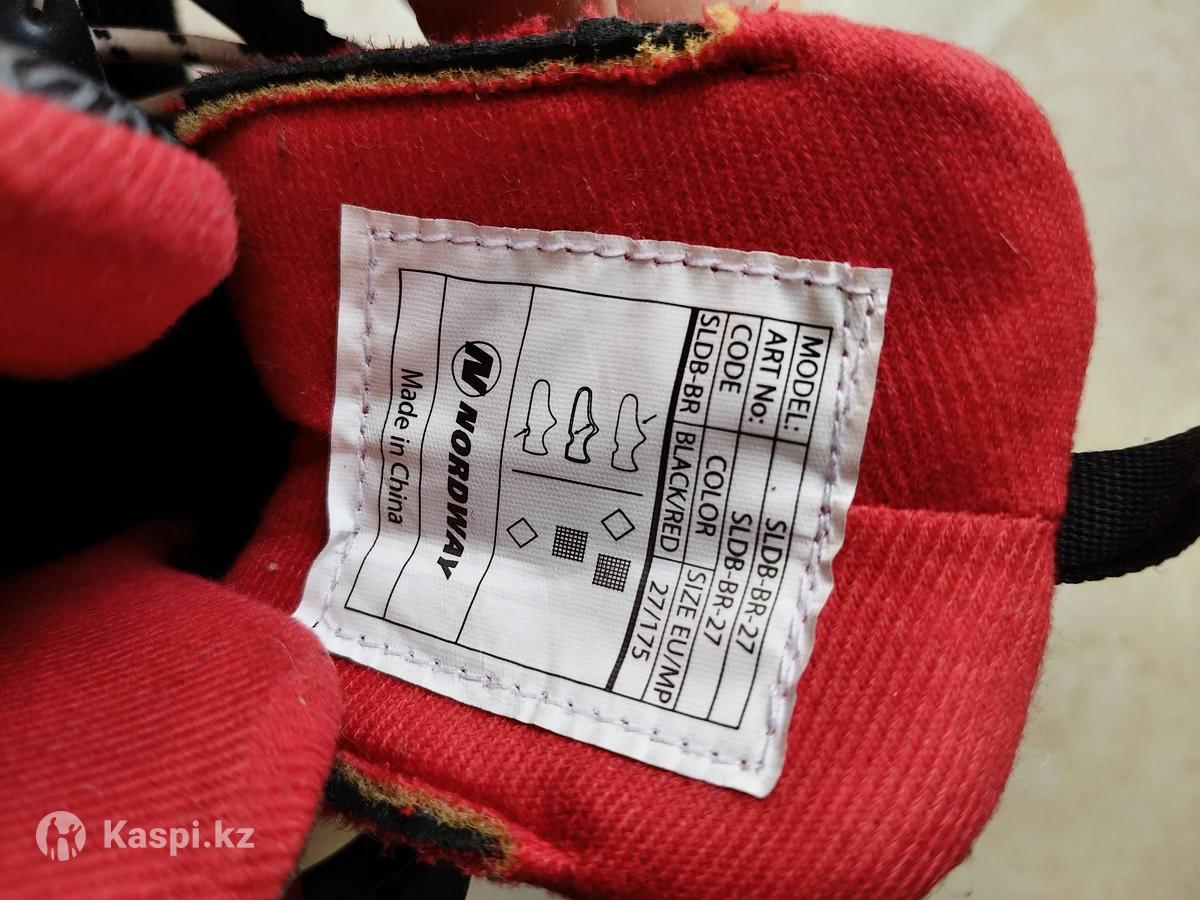 MODEL: SLDB-BR-27
ART No: SLDB-BR-27
CODE COLOR SIZE EU/MP
SLDB-BR BLACK/RED 27/175
N NORDWAY
Made in China
Kaspi.kz